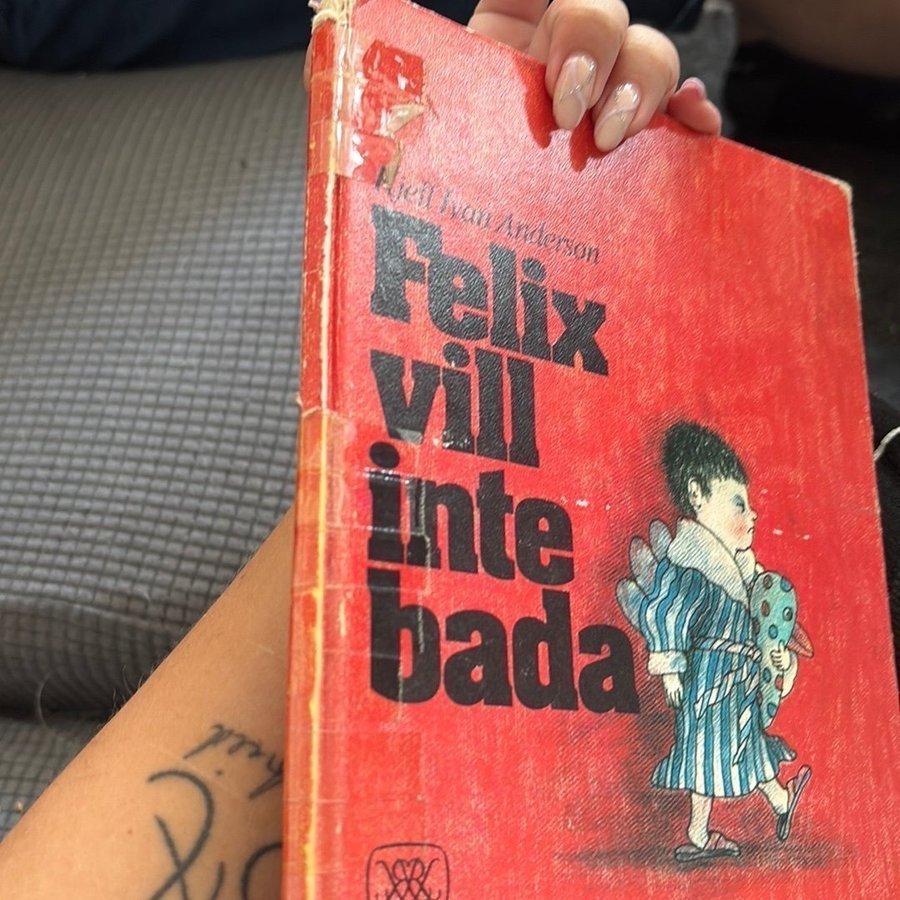 Kjell Ivan Anderson
Felix
vill
inte
bada